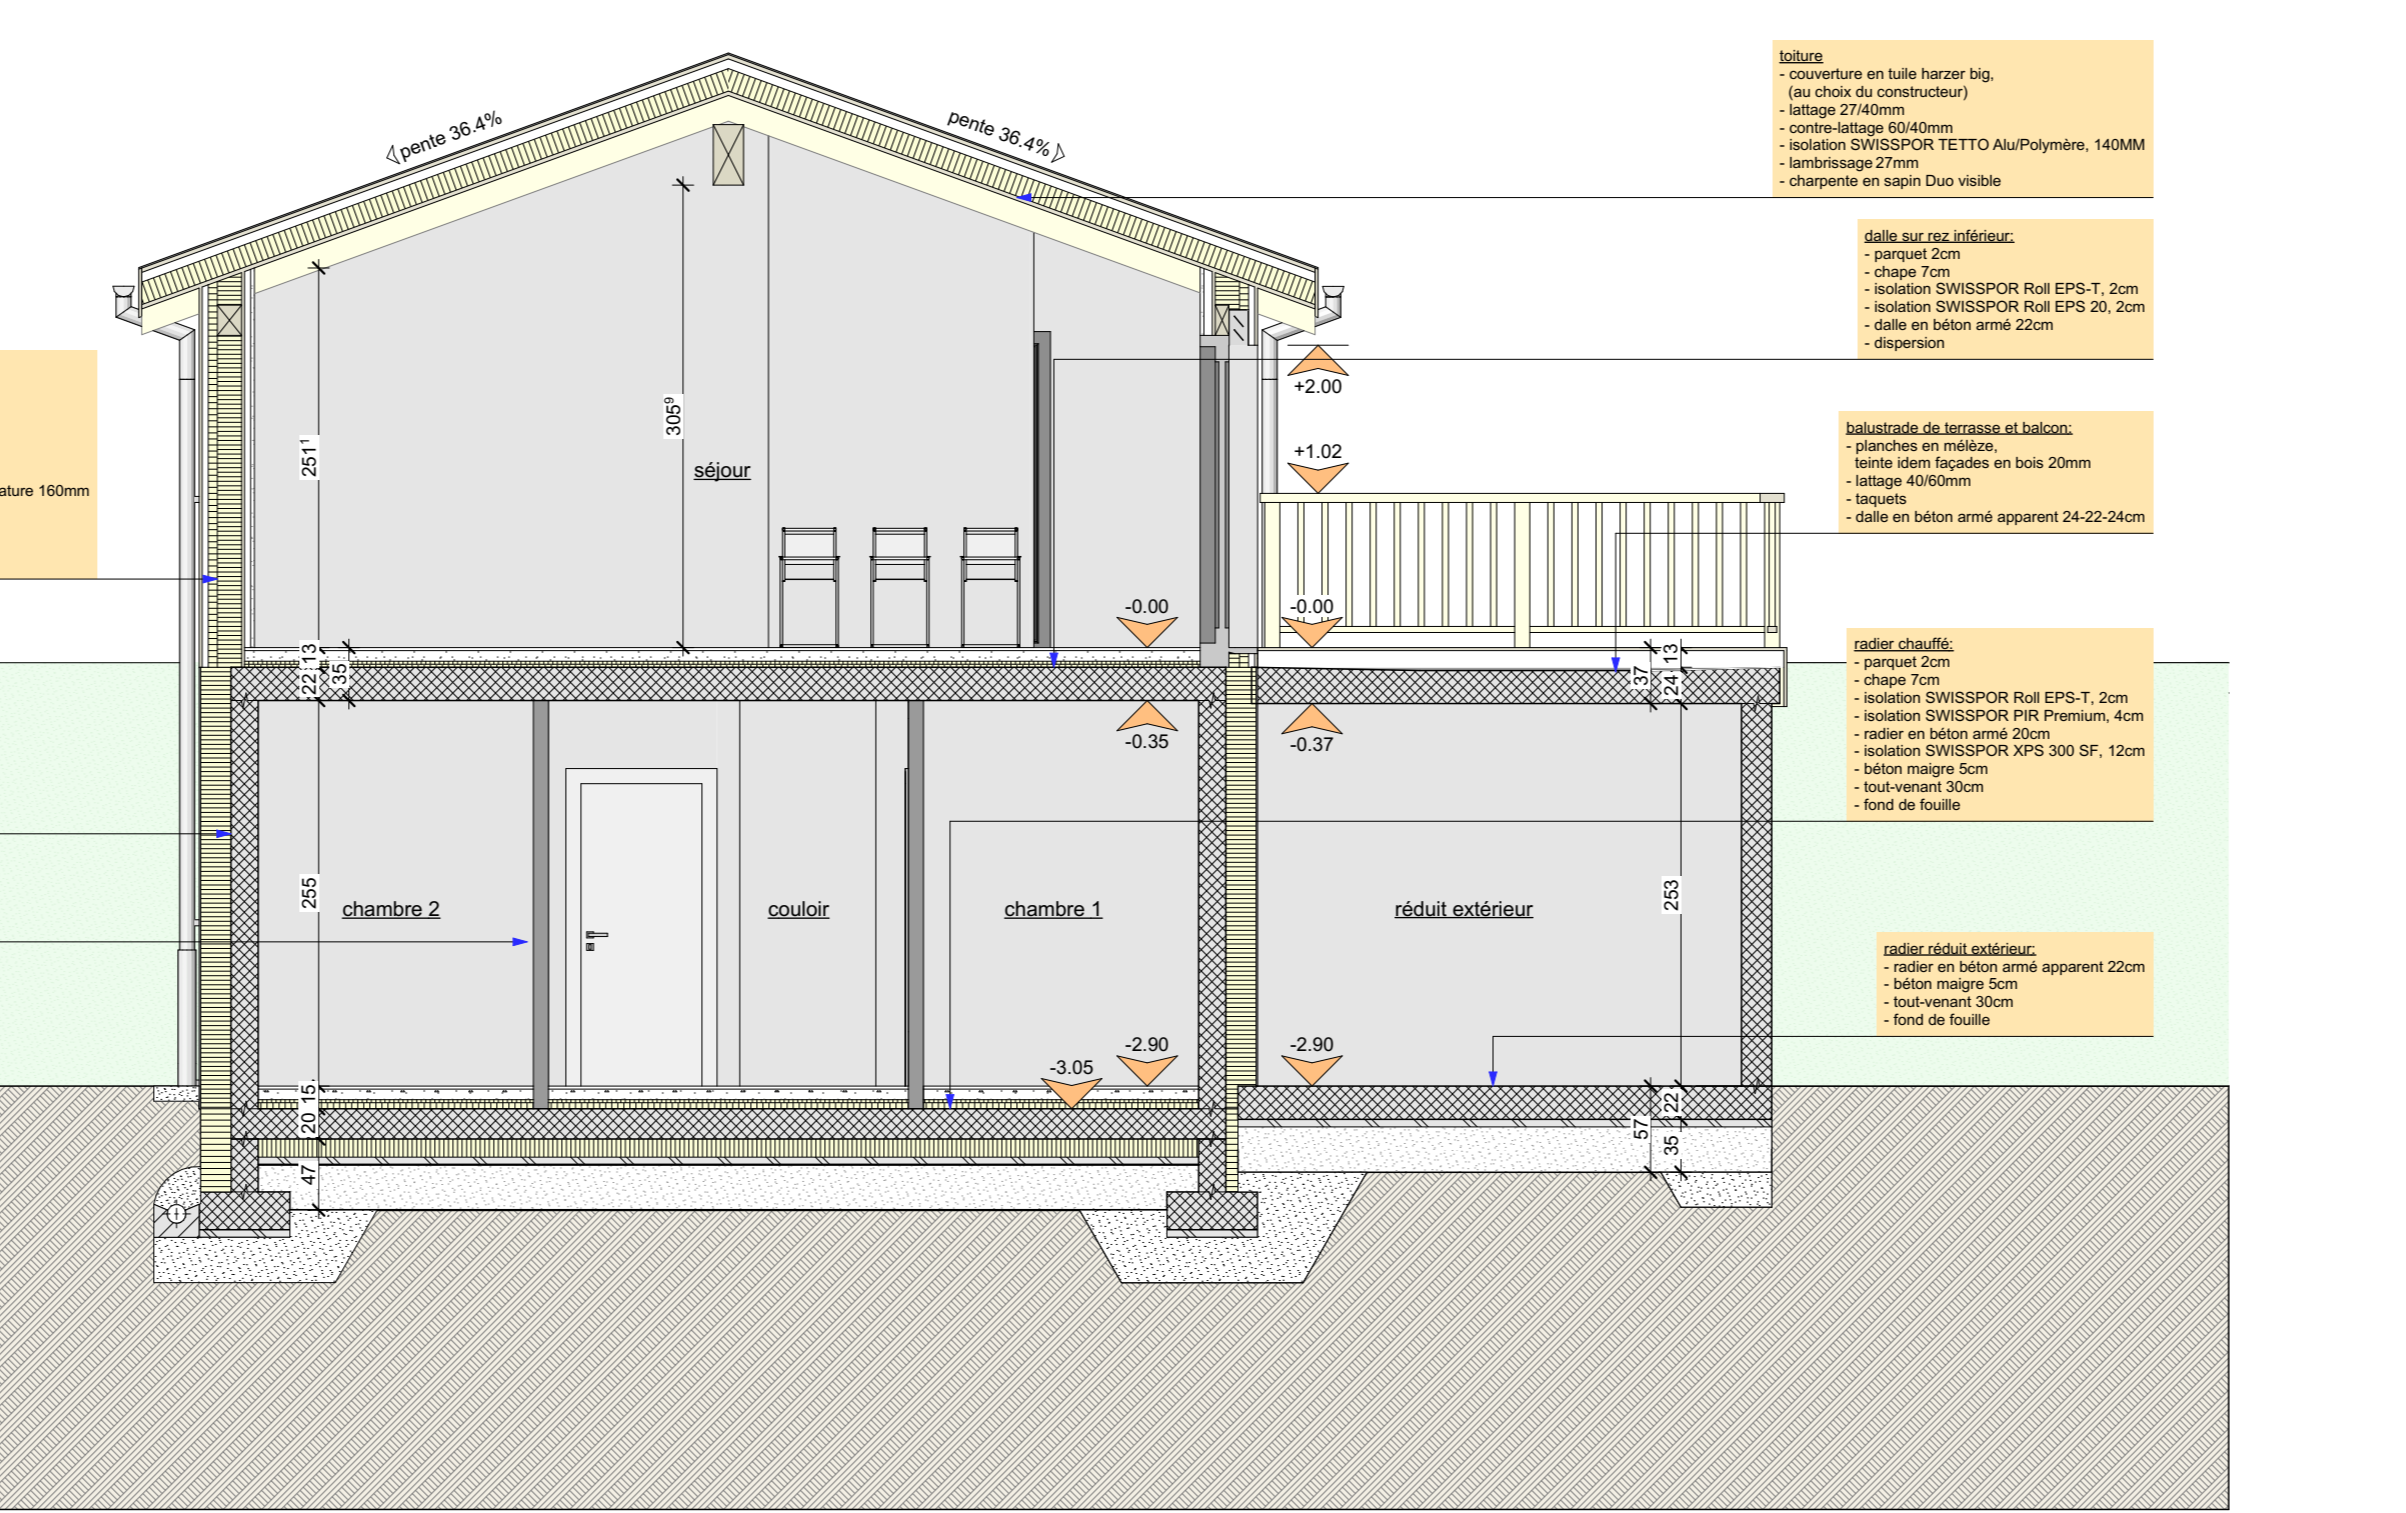 toiture
- couverture en tuile harzer big,
(au choix du constructeur)
- lattage 27/40mm
- contre-lattage 60/40mm
- isolation SWISSPOR TETTO Alu/Polymère, 140MM
- lambrissage 27mm
- charpente en sapin Duo visible
pente 36.4%
pente 36.4%
dalle sur rez inférieur:
- parquet 2cm
- chape 7cm
- isolation SWISSPOR Roll EPS-T, 2cm
- isolation SWISSPOR Roll EPS 20, 2cm
- dalle en béton armé 22cm
- dispersion
+2.00
+1.02
balustrade de terrasse et balcon:
- planches en mélèze,
teinte idem façades en bois 20mm
- lattage 40/60mm
- taquets
- dalle en béton armé apparent 24-22-24cm
ature 160mm
251¹
305⁹
séjour
-0.00
-0.00
13
22
35
37
13
24
-0.35
-0.37
radier chauffé:
- parquet 2cm
- chape 7cm
- isolation SWISSPOR Roll EPS-T, 2cm
- isolation SWISSPOR PIR Premium, 4cm
- radier en béton armé 20cm
- isolation SWISSPOR XPS 300 SF, 12cm
- béton maigre 5cm
- tout-venant 30cm
- fond de fouille
255
chambre 2
couloir
chambre 1
réduit extérieur
253
radier réduit extérieur:
- radier en béton armé apparent 22cm
- béton maigre 5cm
- tout-venant 30cm
- fond de fouille
-3.05
-2.90
-2.90
15
20
47
57
22
35